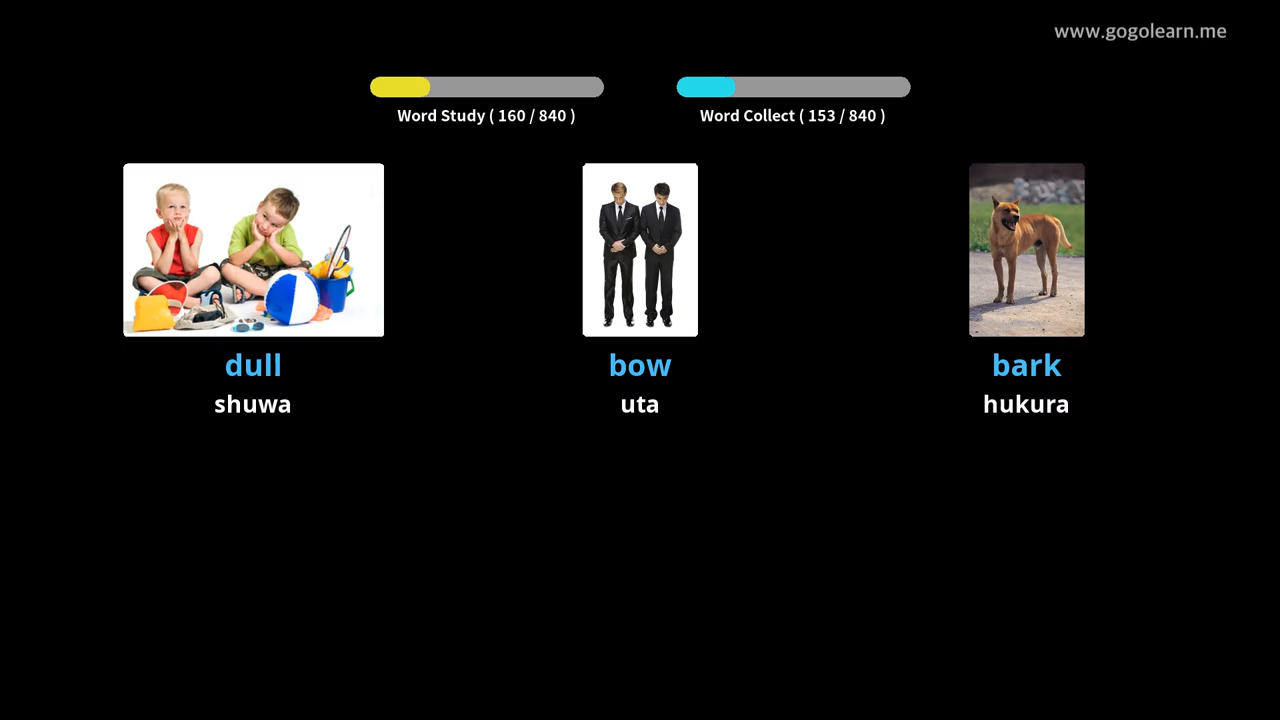 www.gogolearn.me
Word Study ( 160 / 840 )
Word Collect ( 153 / 840 )
dull
shuwa
bow
uta
bark
hukura